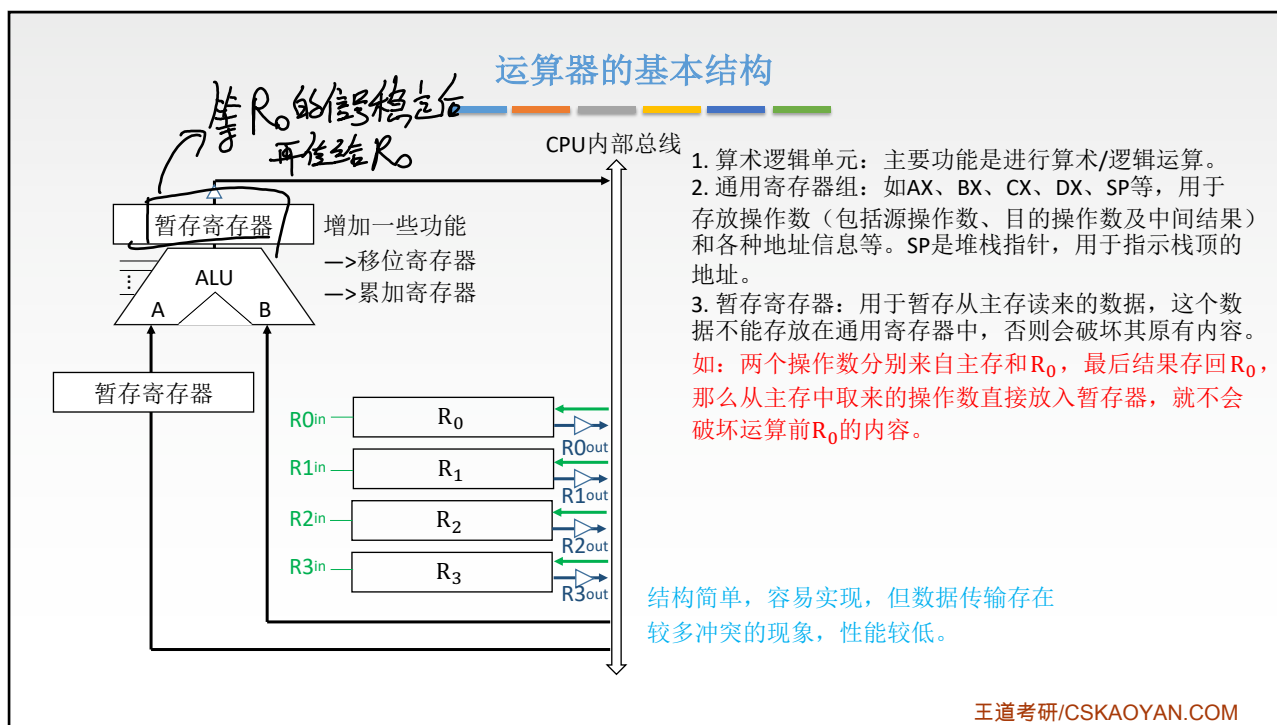 运算器的基本结构
等R₀的信号稳定后
再传给R₀
CPU内部总线
暂存寄存器
增加一些功能
—>移位寄存器
—>累加寄存器
⋮
ALU
A
B
暂存寄存器
R0in
R₀
R0out
R1in
R₁
R1out
R2in
R₂
R2out
R3in
R₃
R3out
1. 算术逻辑单元：主要功能是进行算术/逻辑运算。
2. 通用寄存器组：如AX、BX、CX、DX、SP等，用于
存放操作数（包括源操作数、目的操作数及中间结果）
和各种地址信息等。SP是堆栈指针，用于指示栈顶的
地址。
3. 暂存寄存器：用于暂存从主存读来的数据，这个数
据不能存放在通用寄存器中，否则会破坏其原有内容。
如：两个操作数分别来自主存和R₀，最后结果存回R₀，
那么从主存中取来的操作数直接放入暂存器，就不会
破坏运算前R₀的内容。
结构简单，容易实现，但数据传输存在
较多冲突的现象，性能较低。
王道考研/CSKAOYAN.COM